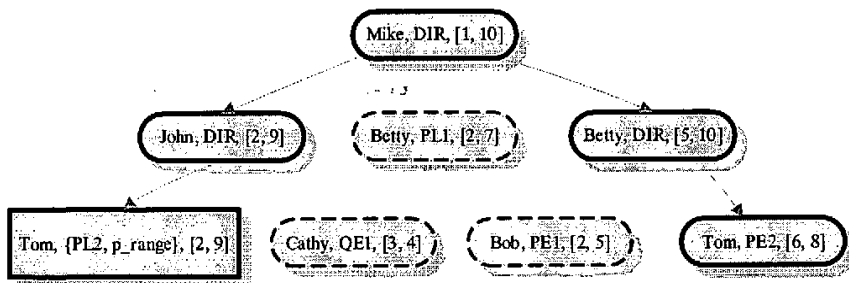 Mike, DIR, [1, 10]
John, DIR, [2, 9]
Betty, PL1, [2, 7]
Betty, DIR, [5, 10]
Tom, {PL2, p_range}, [2, 9]
Cathy, QE1, [3, 4]
Bob, PE1, [2, 5]
Tom, PE2, [6, 8]